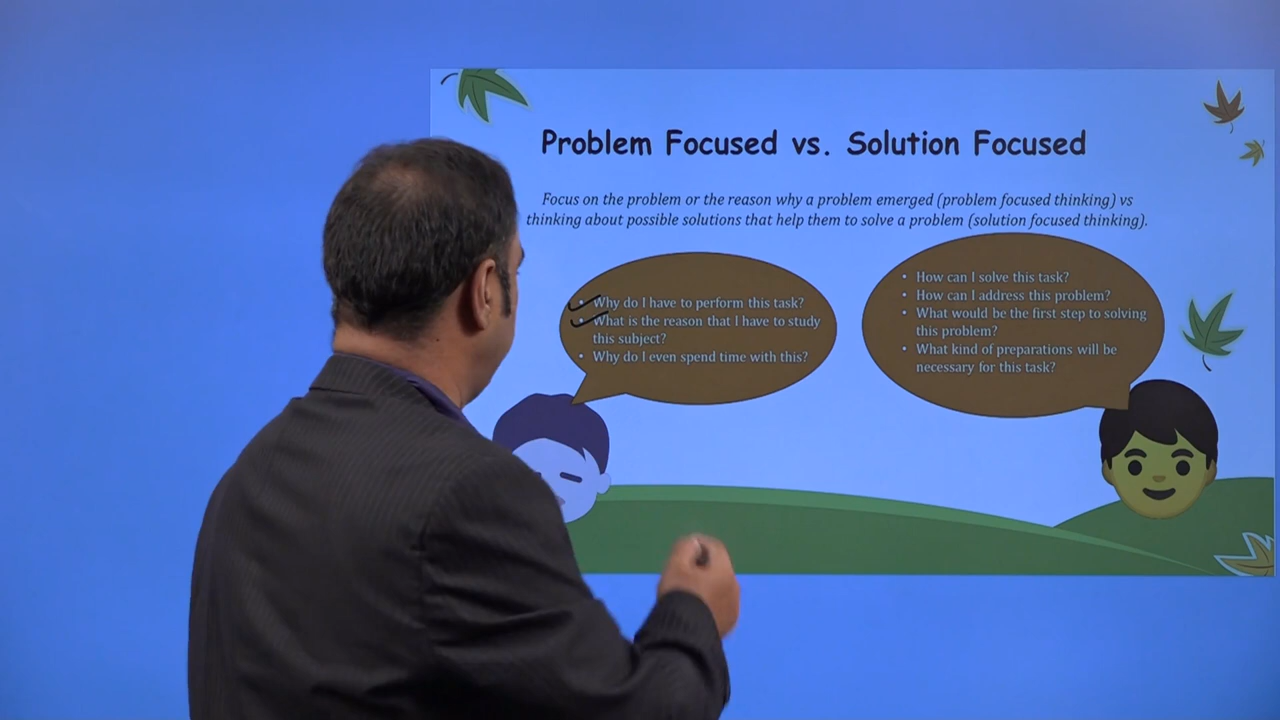 Problem Focused vs. Solution Focused
Focus on the problem or the reason why a problem emerged (problem focused thinking) vs
thinking about possible solutions that help them to solve a problem (solution focused thinking).
• Why do I have to perform this task?
• What is the reason that I have to study
this subject?
• Why do I even spend time with this?
• How can I solve this task?
• How can I address this problem?
• What would be the first step to solving
this problem?
• What kind of preparations will be
necessary for this task?